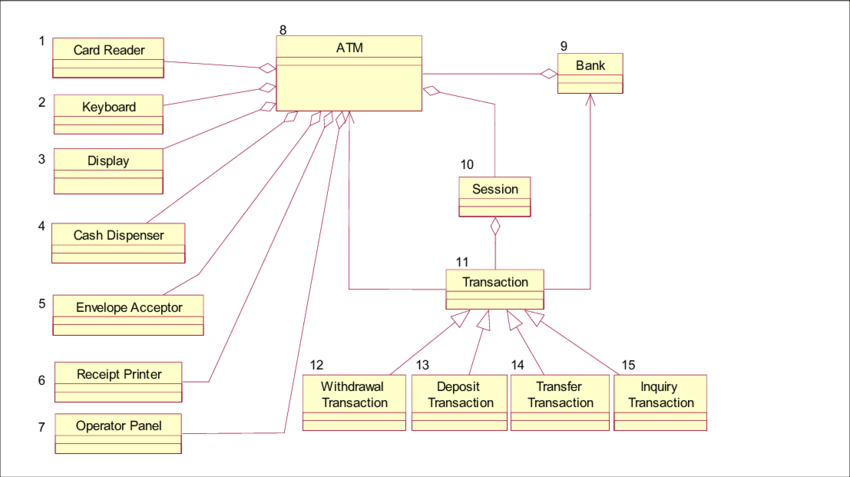 1
Card Reader
2
Keyboard
3
Display
4
Cash Dispenser
5
Envelope Acceptor
6
Receipt Printer
7
Operator Panel
8
ATM
9
Bank
10
Session
11
Transaction
12
Withdrawal
Transaction
13
Deposit
Transaction
14
Transfer
Transaction
15
Inquiry
Transaction